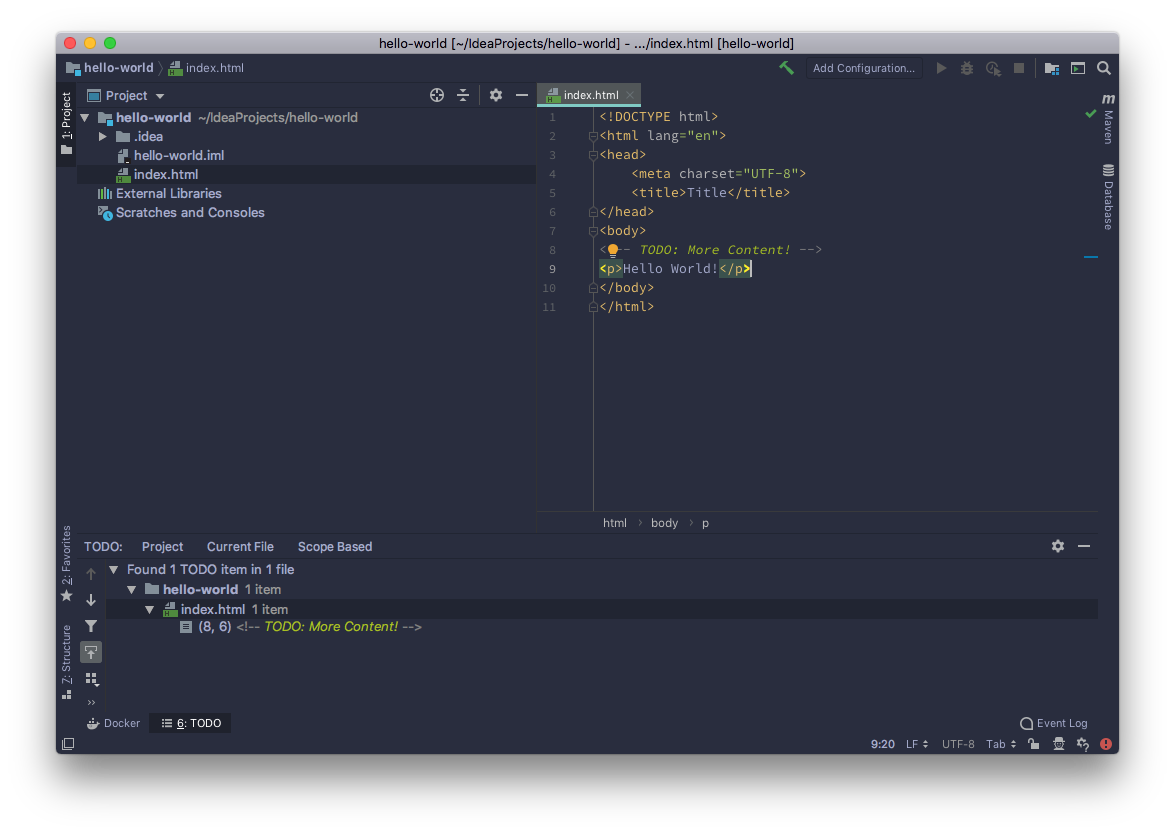 hello-world [~/IdeaProjects/hello-world] - .../index.html [hello-world]
hello-world index.html
Add Configuration...
1: Project
Project
hello-world ~/IdeaProjects/hello-world
.idea
hello-world.iml
index.html
External Libraries
Scratches and Consoles
index.html
1 <!DOCTYPE html>
2 <html lang="en">
3 <head>
4 <meta charset="UTF-8">
5 <title>Title</title>
6 </head>
7 <body>
8 <!-- TODO: More Content! -->
9 <p>Hello World!</p>
10 </body>
11 </html>
html body p
m
Maven
Database
2: Favorites
Z: Structure
TODO: Project Current File Scope Based
Found 1 TODO item in 1 file
hello-world 1 item
index.html 1 item
(8, 6) <!-- TODO: More Content! -->
Docker 6: TODO Event Log
9:20 LF UTF-8 Tab